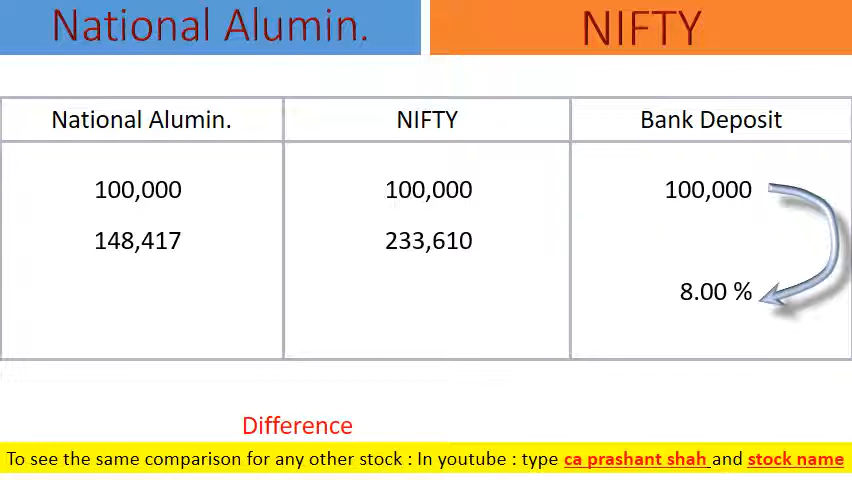 National Alumin. NIFTY
National Alumin. NIFTY Bank Deposit
100,000 100,000 100,000
148,417 233,610
8.00 %
Difference
To see the same comparison for any other stock : In youtube : type ca prashant shah and stock name